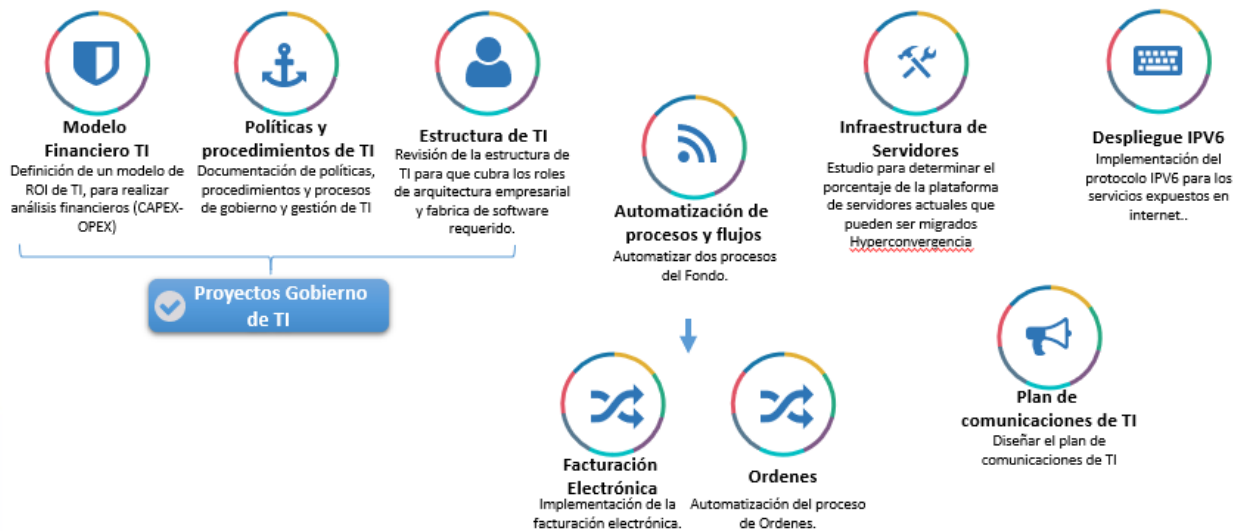 Modelo
Financiero TI
Definición de un modelo de
ROI de TI, para realizar
análisis financieros (CAPEX-
OPEX)
Políticas y
procedimientos de TI
Documentación de políticas,
procedimientos y procesos
de gobierno y gestión de TI
Estructura de TI
Revisión de la estructura de
TI para que cubra los roles
de arquitectura empresarial
y fabrica de software
requerido.
Proyectos Gobierno
de TI
Automatización de
procesos y flujos
Automatizar dos procesos
del Fondo.
Infraestructura de
Servidores
Estudio para determinar el
porcentaje de la plataforma
de servidores actuales que
pueden ser migrados
Hyperconvergencia
Despliegue IPV6
Implementación del
protocolo IPV6 para los
servicios expuestos en
internet..
Facturación
Electrónica
Implementación de la
facturación electrónica.
Ordenes
Automatización del proceso
de Ordenes.
Plan de
comunicaciones de TI
Diseñar el plan de
comunicaciones de TI